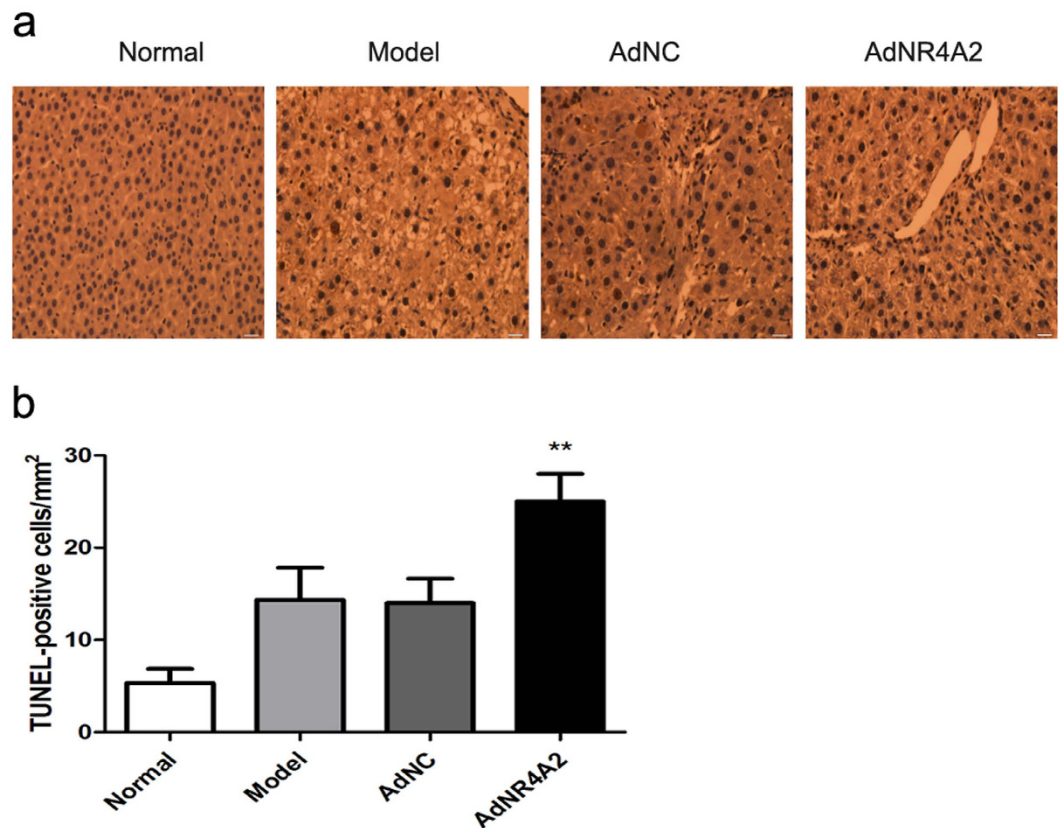 a
Normal Model AdNC AdNR4A2
b
TUNEL-positive cells/mm²
30
20
10
0
**
Normal Model AdNC AdNR4A2